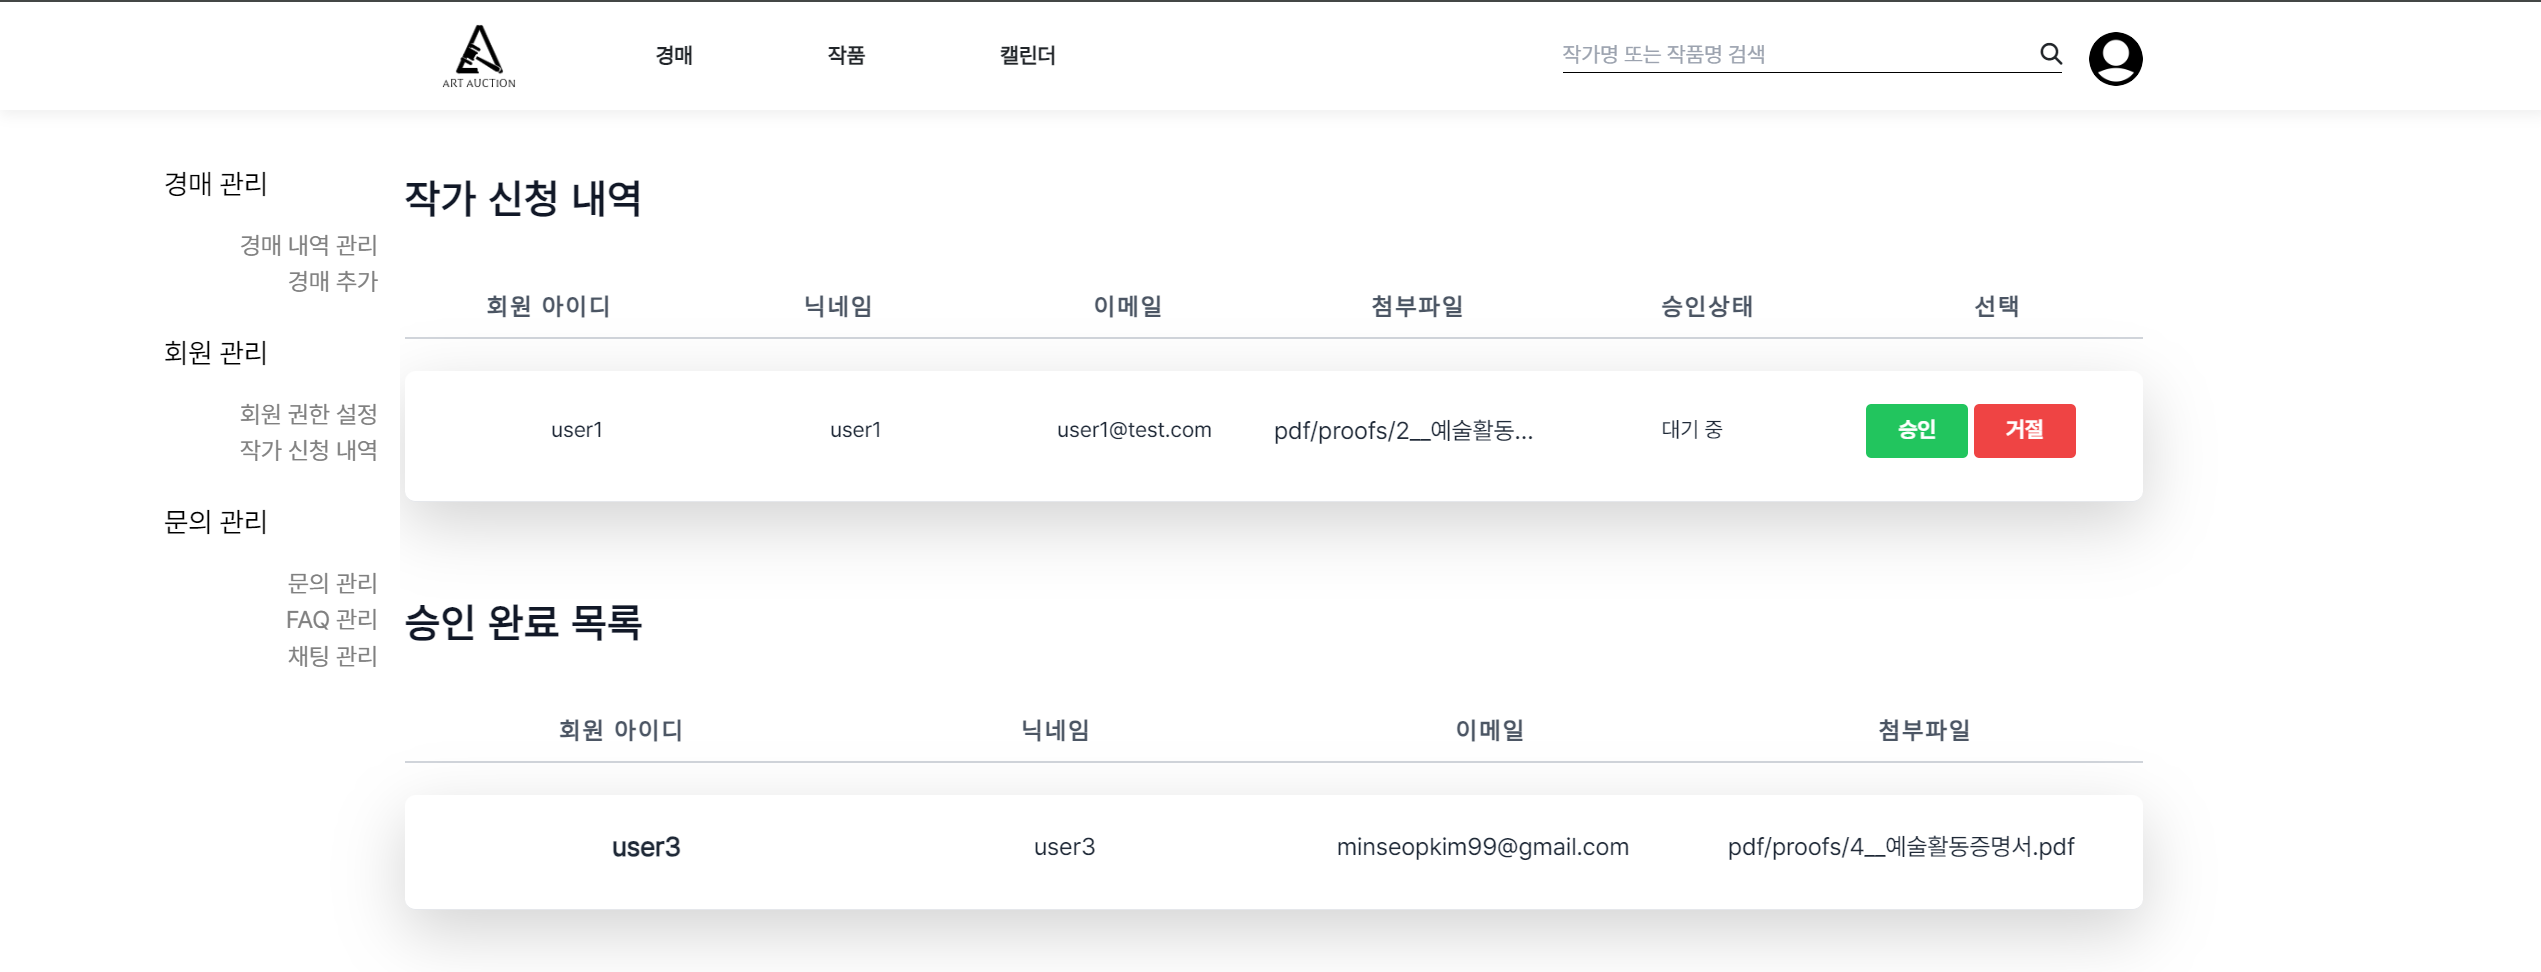 ART AUCTION
경매
작품
캘린더
작가명 또는 작품명 검색
경매 관리
경매 내역 관리
경매 추가
회원 관리
회원 권한 설정
작가 신청 내역
문의 관리
문의 관리
FAQ 관리
채팅 관리
작가 신청 내역
회원 아이디 닉네임 이메일 첨부파일 승인상태 선택
user1 user1 user1@test.com pdf/proofs/2__예술활동... 대기 중 승인 거절
승인 완료 목록
회원 아이디 닉네임 이메일 첨부파일
user3 user3 minseopkim99@gmail.com pdf/proofs/4__예술활동증명서.pdf